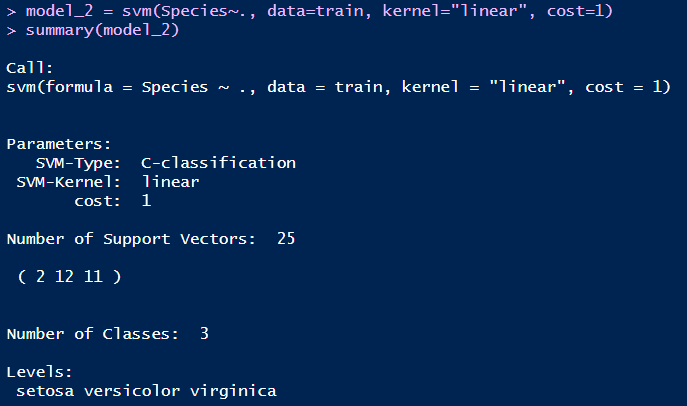 > model_2 = svm(Species~., data=train, kernel="linear", cost=1)
> summary(model_2)
Call:
svm(formula = Species ~ ., data = train, kernel = "linear", cost = 1)
Parameters:
SVM-Type:  C-classification
SVM-Kernel:  linear
cost:  1
Number of Support Vectors:  25
( 2 12 11 )
Number of Classes:  3
Levels:
setosa versicolor virginica